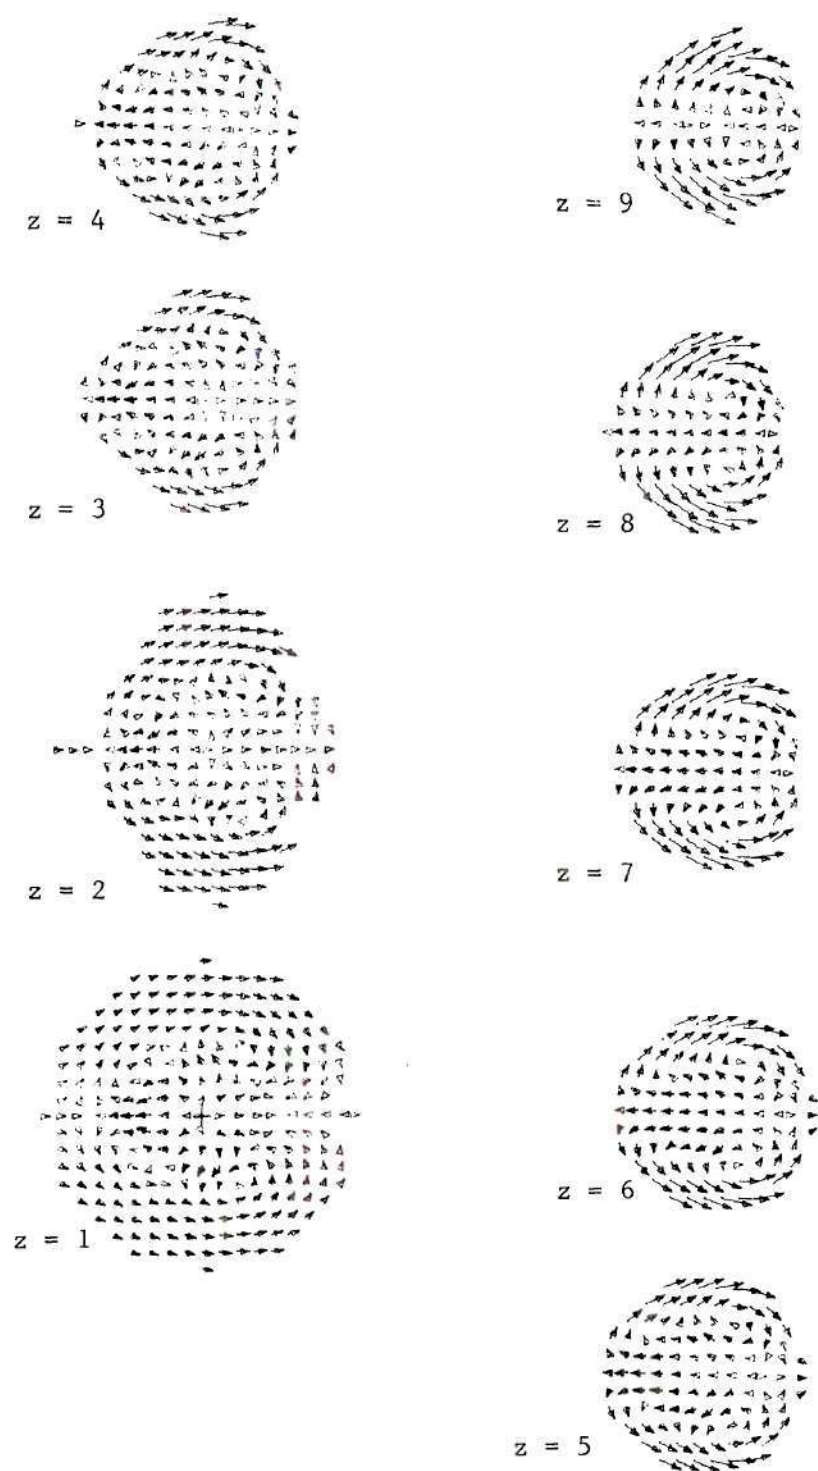 z = 4
z = 3
z = 2
z = 1
z = 9
z = 8
z = 7
z = 6
z = 5